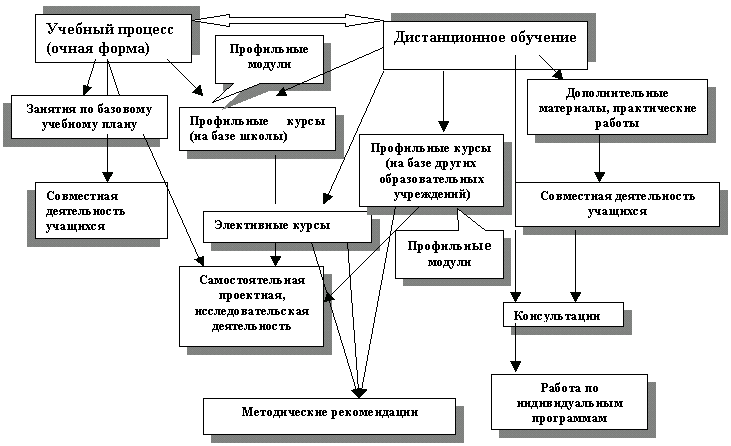 Учебный процесс
(очная форма)
Профильные
модули
Дистанционное обучение
Занятия по базовому
учебному плану
Профильные курсы
(на базе школы)
Дополнительные
материалы, практические
работы
Профильные курсы
(на базе других
образовательных
учреждений)
Совместная
деятельность
учащихся
Элективные курсы
Совместная деятельность
учащихся
Профильные
модули
Самостоятельная
проектная,
исследовательская
деятельность
Консультации
Методические рекомендации
Работа по
индивидуальным
программам